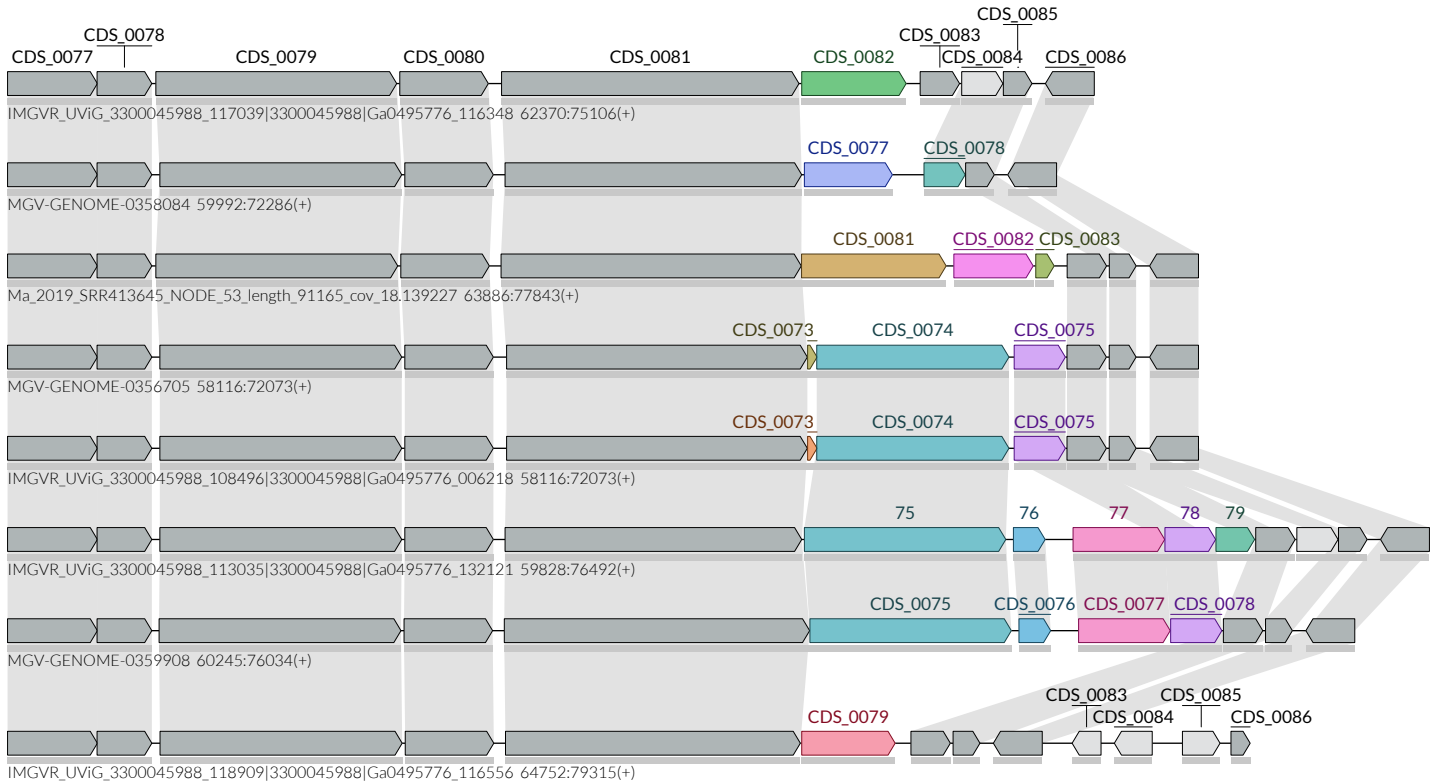 CDS_0085
CDS_0078 CDS_0083
CDS_0077 CDS_0079 CDS_0080 CDS_0081 CDS_0082 CDS_0084 CDS_0086
IMGVR_UViG_3300045988_117039|3300045988|Ga0495776_116348 62370:75106(+)
CDS_0077 CDS_0078
MGV-GENOME-0358084 59992:72286(+)
CDS_0081 CDS_0082 CDS_0083
Ma_2019_SRR413645_NODE_53_length_91165_cov_18.139227 63886:77843(+)
CDS_0073 CDS_0074 CDS_0075
MGV-GENOME-0356705 58116:72073(+)
CDS_0073 CDS_0074 CDS_0075
IMGVR_UViG_3300045988_108496|3300045988|Ga0495776_006218 58116:72073(+)
75 76 77 78 79
IMGVR_UViG_3300045988_113035|3300045988|Ga0495776_132121 59828:76492(+)
CDS_0075 CDS_0076 CDS_0077 CDS_0078
MGV-GENOME-0359908 60245:76034(+)
CDS_0083 CDS_0085
CDS_0079 CDS_0084 CDS_0086
IMGVR_UViG_3300045988_118909|3300045988|Ga0495776_116556 64752:79315(+)